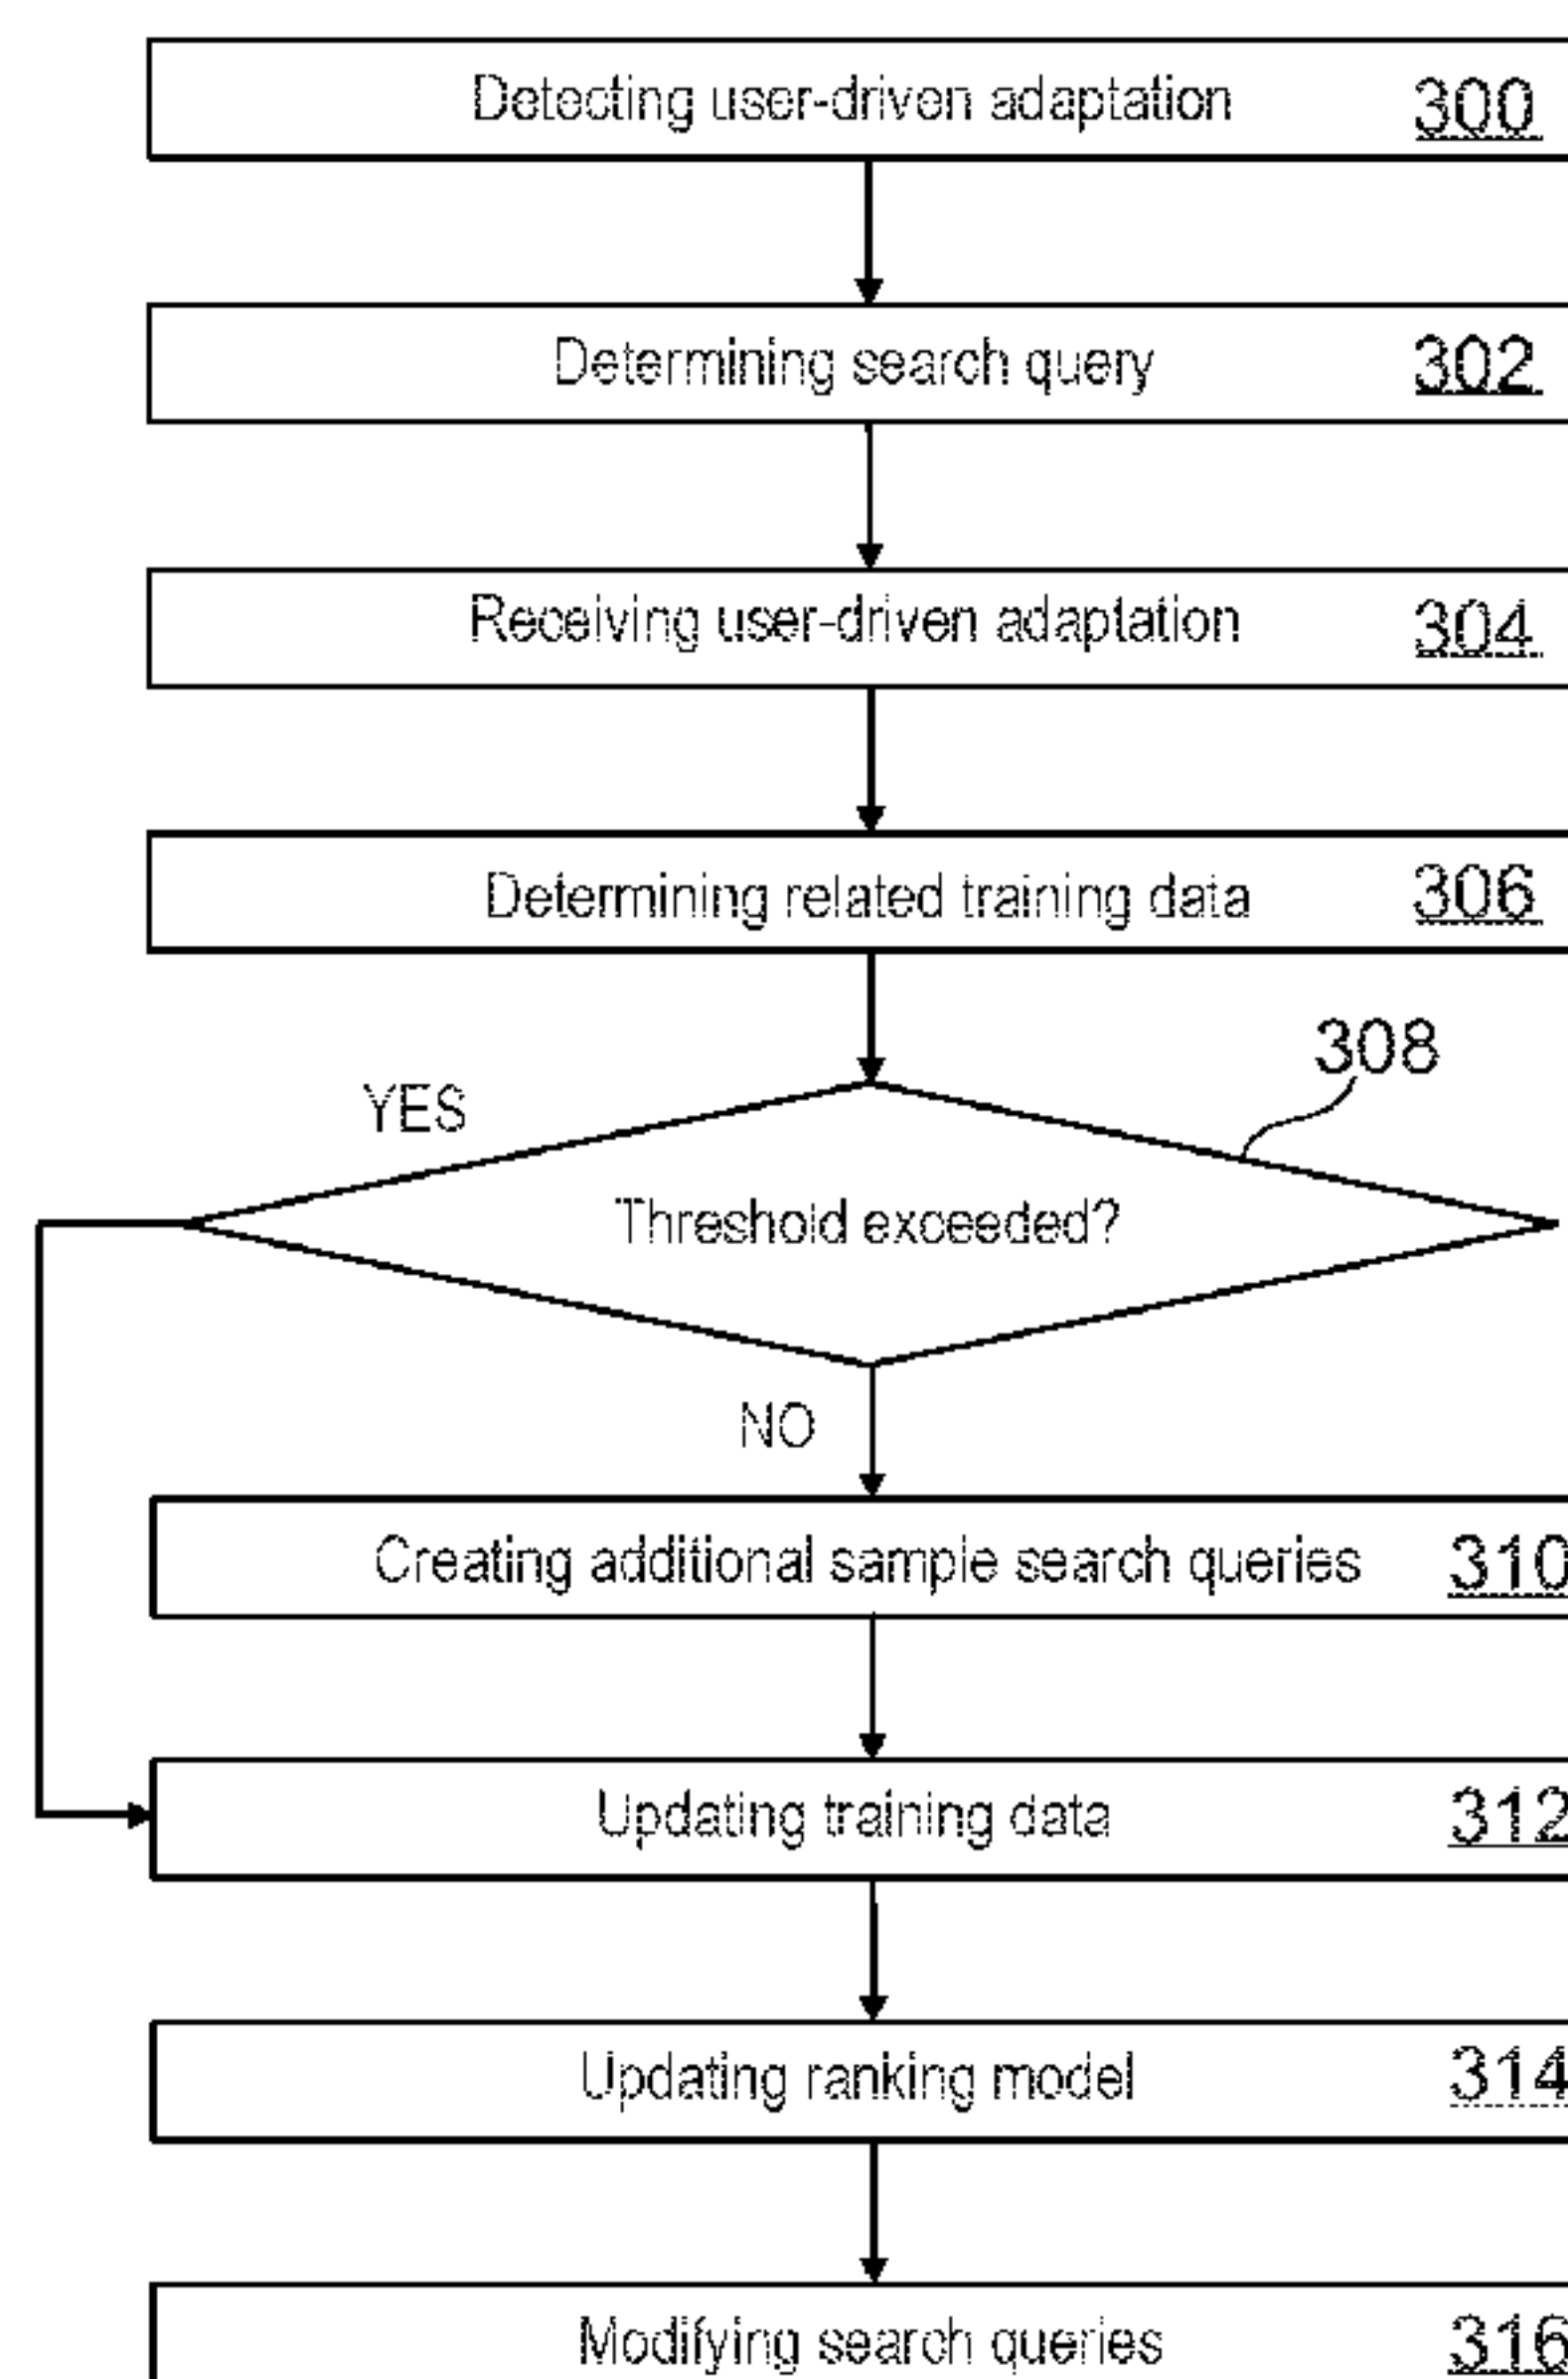 Detecting user-driven adaptation 300
Determining search query 302
Receiving user-driven adaptation 304
Determining related training data 306
308
YES
Threshold exceeded?
NO
Creating additional sample search queries 310
Updating training data 312
Updating ranking model 314
Modifying search queries 316